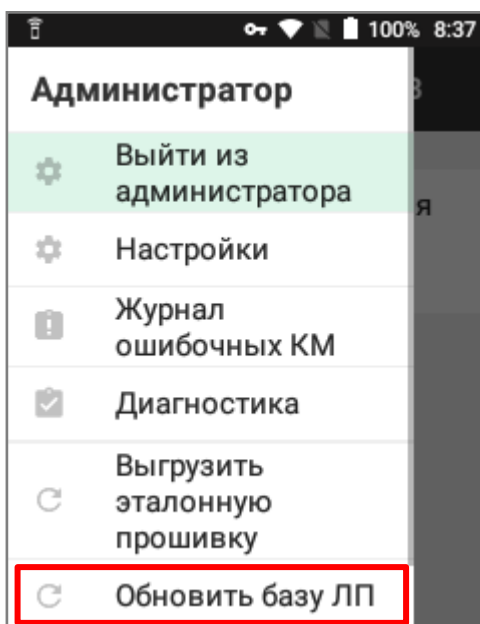 100% 8:37
Администратор
В
Выйти из
администратора
я
Настройки
Журнал
ошибочных КМ
Диагностика
Выгрузить
эталонную
прошивку
Обновить базу ЛП